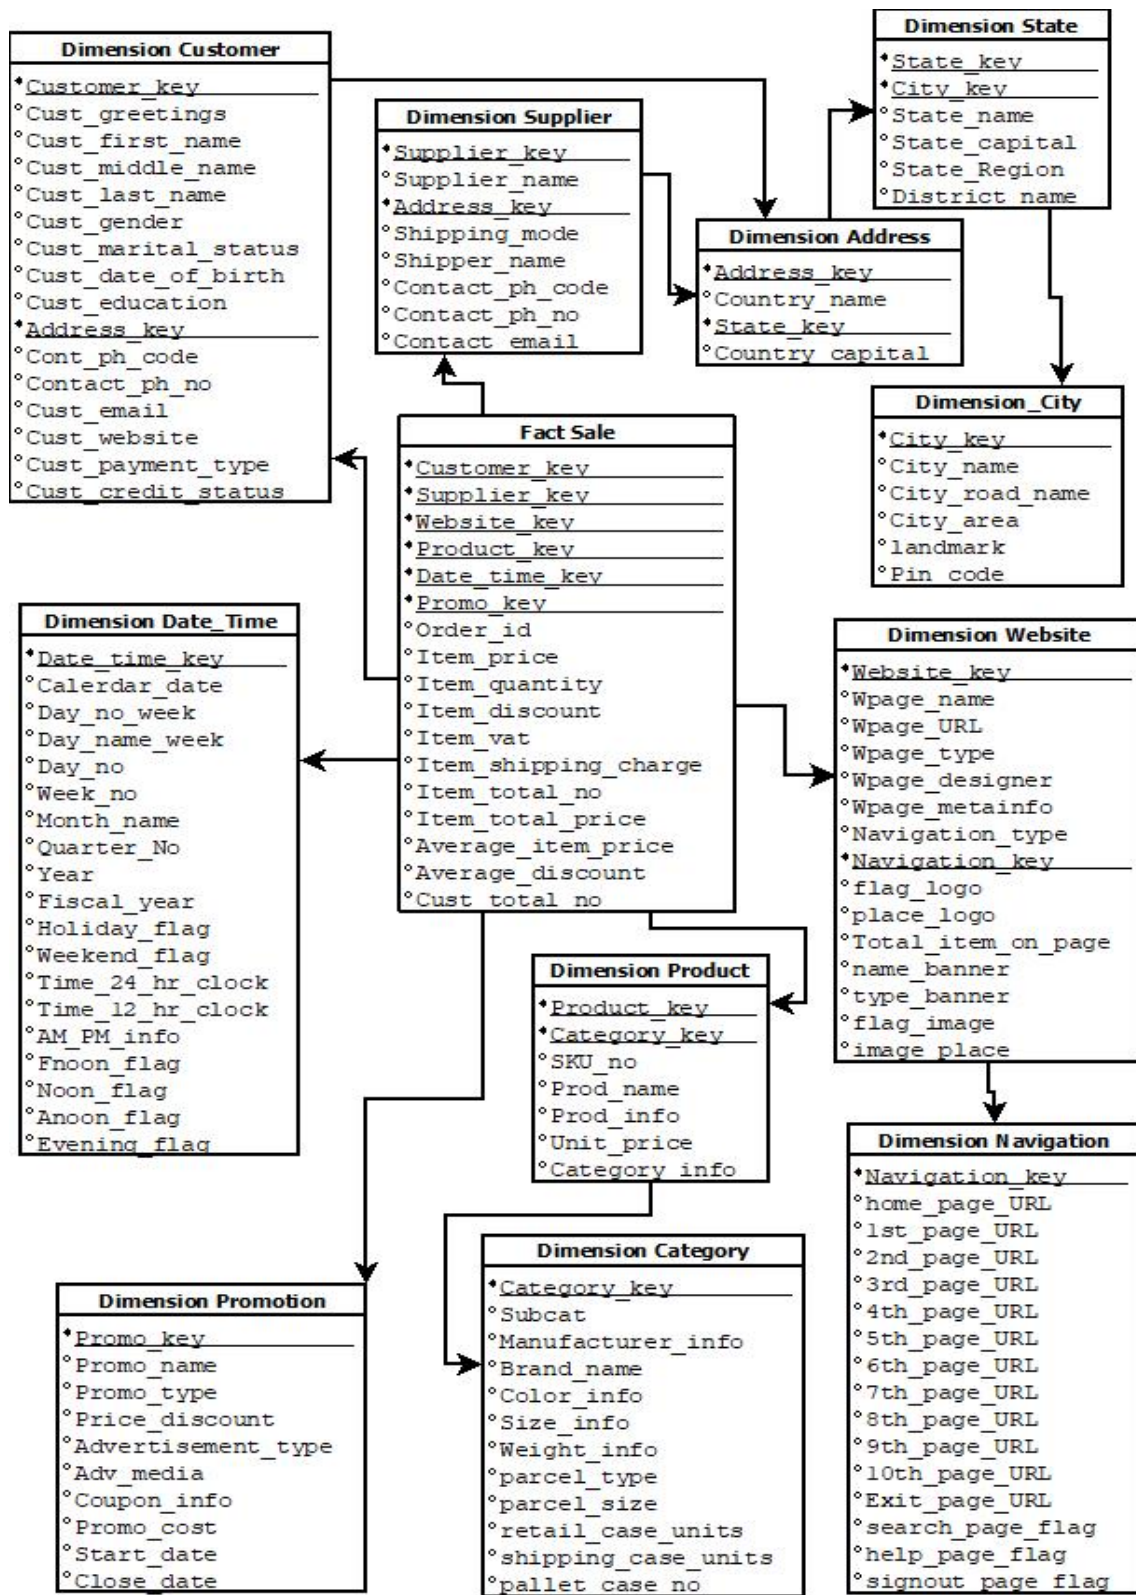 Dimension Customer
Customer_key
Cust_greetings
Cust_first_name
Cust_middle_name
Cust_last_name
Cust_gender
Cust_marital_status
Cust_date_of_birth
Cust_education
Address_key
Cont_ph_code
Contact_ph_no
Cust_email
Cust_website
Cust_payment_type
Cust_credit_status
Dimension Supplier
Supplier_key
Supplier_name
Address_key
Shipping_mode
Shipper_name
Contact_ph_code
Contact_ph_no
Contact_email
Dimension State
State_key
City_key
State_name
State_capital
State_Region
District_name
Dimension Address
Address_key
Country_name
State_key
Country_capital
Dimension_City
City_key
City_name
City_road_name
City_area
landmark
Pin_code
Fact Sale
Customer_key
Supplier_key
Website_key
Product_key
Date_time_key
Promo_key
Order_id
Item_price
Item_quantity
Item_discount
Item_vat
Item_shipping_charge
Item_total_no
Item_total_price
Average_item_price
Average_discount
Cust_total_no
Dimension Date_Time
Date_time_key
Calerdar_date
Day_no_week
Day_name_week
Day_no
Week_no
Month_name
Quarter_No
Year
Fiscal_year
Holiday_flag
Weekend_flag
Time_24_hr_clock
Time_12_hr_clock
AM_PM_info
Fnoon_flag
Noon_flag
Anoon_flag
Evening_flag
Dimension Website
Website_key
Wpage_name
Wpage_URL
Wpage_type
Wpage_designer
Wpage_metainfo
Navigation_type
Navigation_key
flag_logo
place_logo
Total_item_on_page
name_banner
type_banner
flag_image
image_place
Dimension Product
Product_key
Category_key
SKU_no
Prod_name
Prod_info
Unit_price
Category_info
Dimension Navigation
Navigation_key
home_page_URL
1st_page_URL
2nd_page_URL
3rd_page_URL
4th_page_URL
5th_page_URL
6th_page_URL
7th_page_URL
8th_page_URL
9th_page_URL
10th_page_URL
Exit_page_URL
search_page_flag
help_page_flag
signout_page_flag
Dimension Category
Category_key
Subcat
Manufacturer_info
Brand_name
Color_info
Size_info
Weight_info
parcel_type
parcel_size
retail_case_units
shipping_case_units
pallet_case_no
Dimension Promotion
Promo_key
Promo_name
Promo_type
Price_discount
Advertisement_type
Adv_media
Coupon_info
Promo_cost
Start_date
Close_date